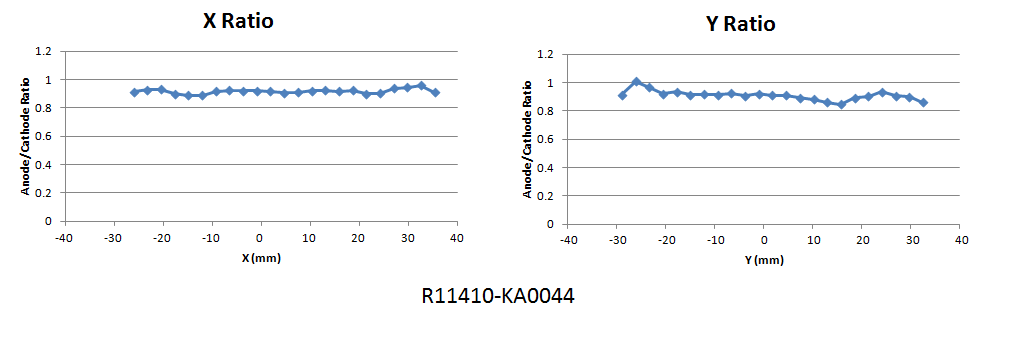 X Ratio
1.2
1
0.8
0.6
0.4
0.2
0
Anode/Cathode Ratio
-40 -30 -20 -10 0 10 20 30 40
X (mm)
Y Ratio
1.2
1
0.8
0.6
0.4
0.2
0
Anode/Cathode Ratio
-40 -30 -20 -10 0 10 20 30 40
Y (mm)
R11410-KA0044